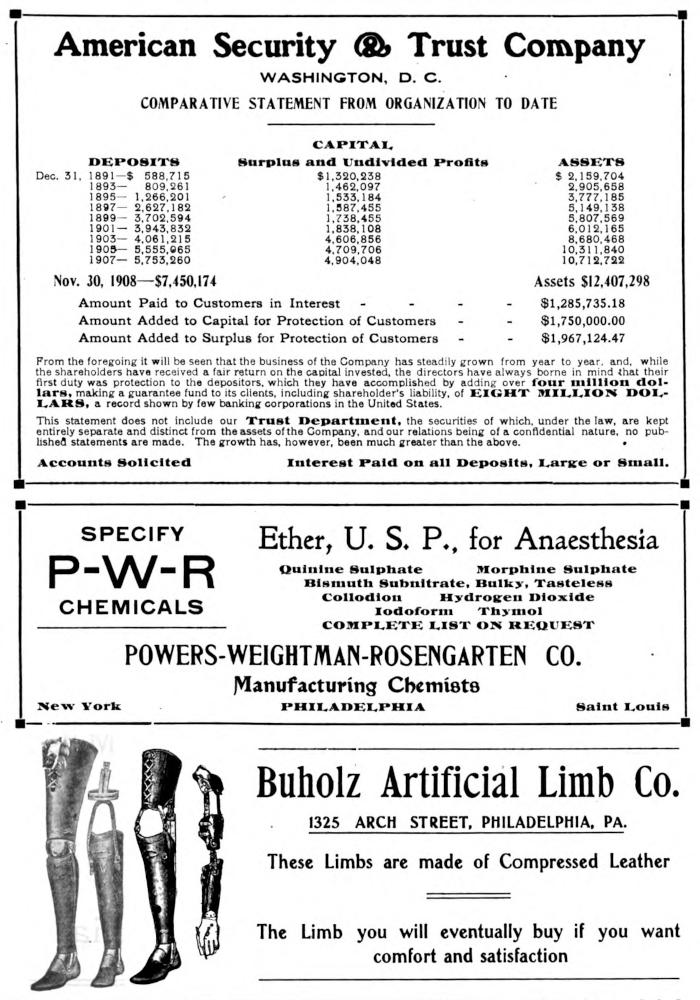 American Security & Trust Company
WASHINGTON, D. C.
COMPARATIVE STATEMENT FROM ORGANIZATION TO DATE
CAPITAL
DEPOSITS Surplus and Undivided Profits ASSETS
Dec. 31, 1891—$ 588,715 $1,320,238 $ 2,159,704
1893— 809,261 1,462,097 2,905,658
1895— 1,266,201 1,533,184 3,777,185
1897— 2,627,182 1,587,455 5,149,138
1899— 3,702,594 1,738,455 5,807,569
1901— 3,943,832 1,838,108 6,012,165
1903— 4,061,215 4,606,856 8,680,468
1905— 5,555,965 4,709,706 10,311,840
1907— 5,753,260 4,904,048 10,712,722
Nov. 30, 1908—$7,450,174 Assets $12,407,298
Amount Paid to Customers in Interest - - - - $1,285,735.18
Amount Added to Capital for Protection of Customers - - $1,750,000.00
Amount Added to Surplus for Protection of Customers - - $1,967,124.47
From the foregoing it will be seen that the business of the Company has steadily grown from year to year, and, while
the shareholders have received a fair return on the capital invested, the directors have always borne in mind that their
first duty was protection to the depositors, which they have accomplished by adding over four million dol-
lars, making a guarantee fund to its clients, including shareholder's liability, of EIGHT MILLION DOL-
LARS, a record shown by few banking corporations in the United States.
This statement does not include our Trust Department, the securities of which, under the law, are kept
entirely separate and distinct from the assets of the Company, and our relations being of a confidential nature, no pub-
lished statements are made. The growth has, however, been much greater than the above.
Accounts Solicited Interest Paid on all Deposits, Large or Small.
SPECIFY
P-W-R
CHEMICALS
Ether, U. S. P., for Anaesthesia
Quinine Sulphate Morphine Sulphate
Bismuth Subnitrate, Bulky, Tasteless
Collodion Hydrogen Dioxide
Iodoform Thymol
COMPLETE LIST ON REQUEST
POWERS-WEIGHTMAN-ROSENGARTEN CO.
Manufacturing Chemists
New York PHILADELPHIA Saint Louis
Buholz Artificial Limb Co.
1325 ARCH STREET, PHILADELPHIA, PA.
These Limbs are made of Compressed Leather
The Limb you will eventually buy if you want
comfort and satisfaction